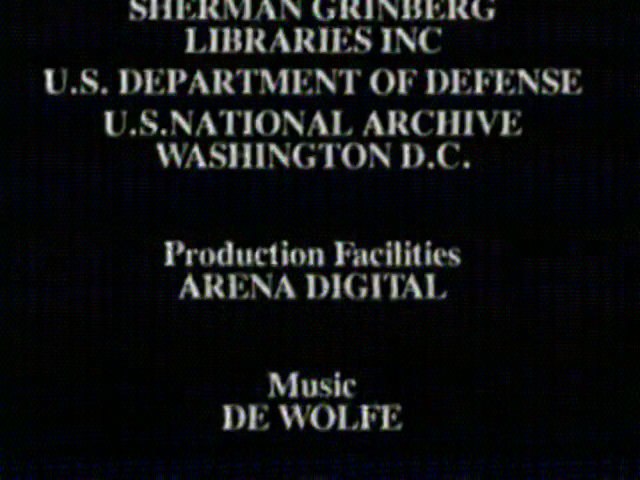 SHERMAN GRINBERG
LIBRARIES INC
U.S. DEPARTMENT OF DEFENSE
U.S.NATIONAL ARCHIVE
WASHINGTON D.C.
Production Facilities
ARENA DIGITAL
Music
DE WOLFE